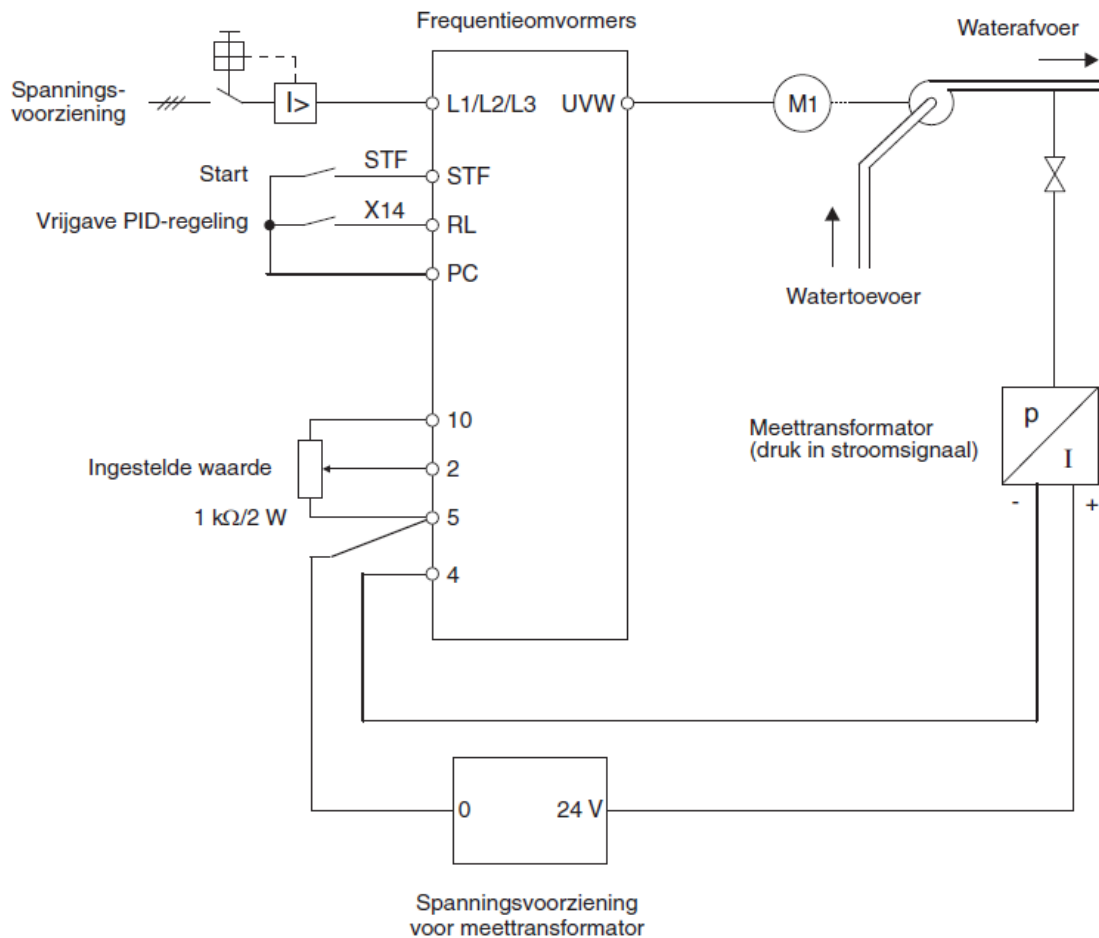 Frequentieomvormers
Waterafvoer
Spannings-
voorziening
I>
L1/L2/L3
UVW
M1
Start
STF
STF
Vrijgave PID-regeling
X14
RL
PC
Watertoevoer
10
Ingestelde waarde
2
1 kΩ/2 W
5
4
Meettransformator
(druk in stroomsignaal)
p
I
-
+
0
24 V
Spanningsvoorziening
voor meettransformator